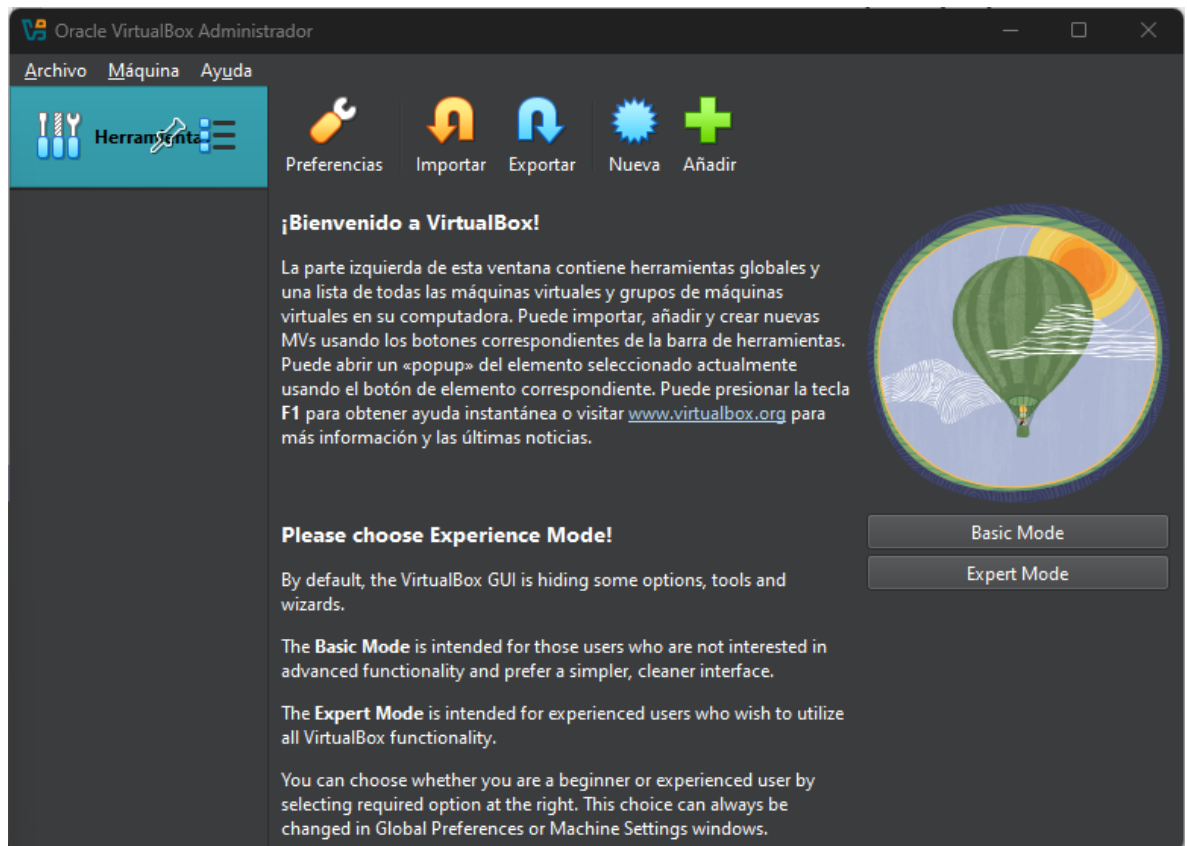 Oracle VirtualBox Administrador
Archivo Máquina Ayuda
Herramienta
Preferencias Importar Exportar Nueva Añadir
¡Bienvenido a VirtualBox!
La parte izquierda de esta ventana contiene herramientas globales y
una lista de todas las máquinas virtuales y grupos de máquinas
virtuales en su computadora. Puede importar, añadir y crear nuevas
MVs usando los botones correspondientes de la barra de herramientas.
Puede abrir un «popup» del elemento seleccionado actualmente
usando el botón de elemento correspondiente. Puede presionar la tecla
F1 para obtener ayuda instantánea o visitar www.virtualbox.org para
más información y las últimas noticias.
Please choose Experience Mode!
By default, the VirtualBox GUI is hiding some options, tools and
wizards.
The Basic Mode is intended for those users who are not interested in
advanced functionality and prefer a simpler, cleaner interface.
The Expert Mode is intended for experienced users who wish to utilize
all VirtualBox functionality.
You can choose whether you are a beginner or experienced user by
selecting required option at the right. This choice can always be
changed in Global Preferences or Machine Settings windows.
Basic Mode
Expert Mode